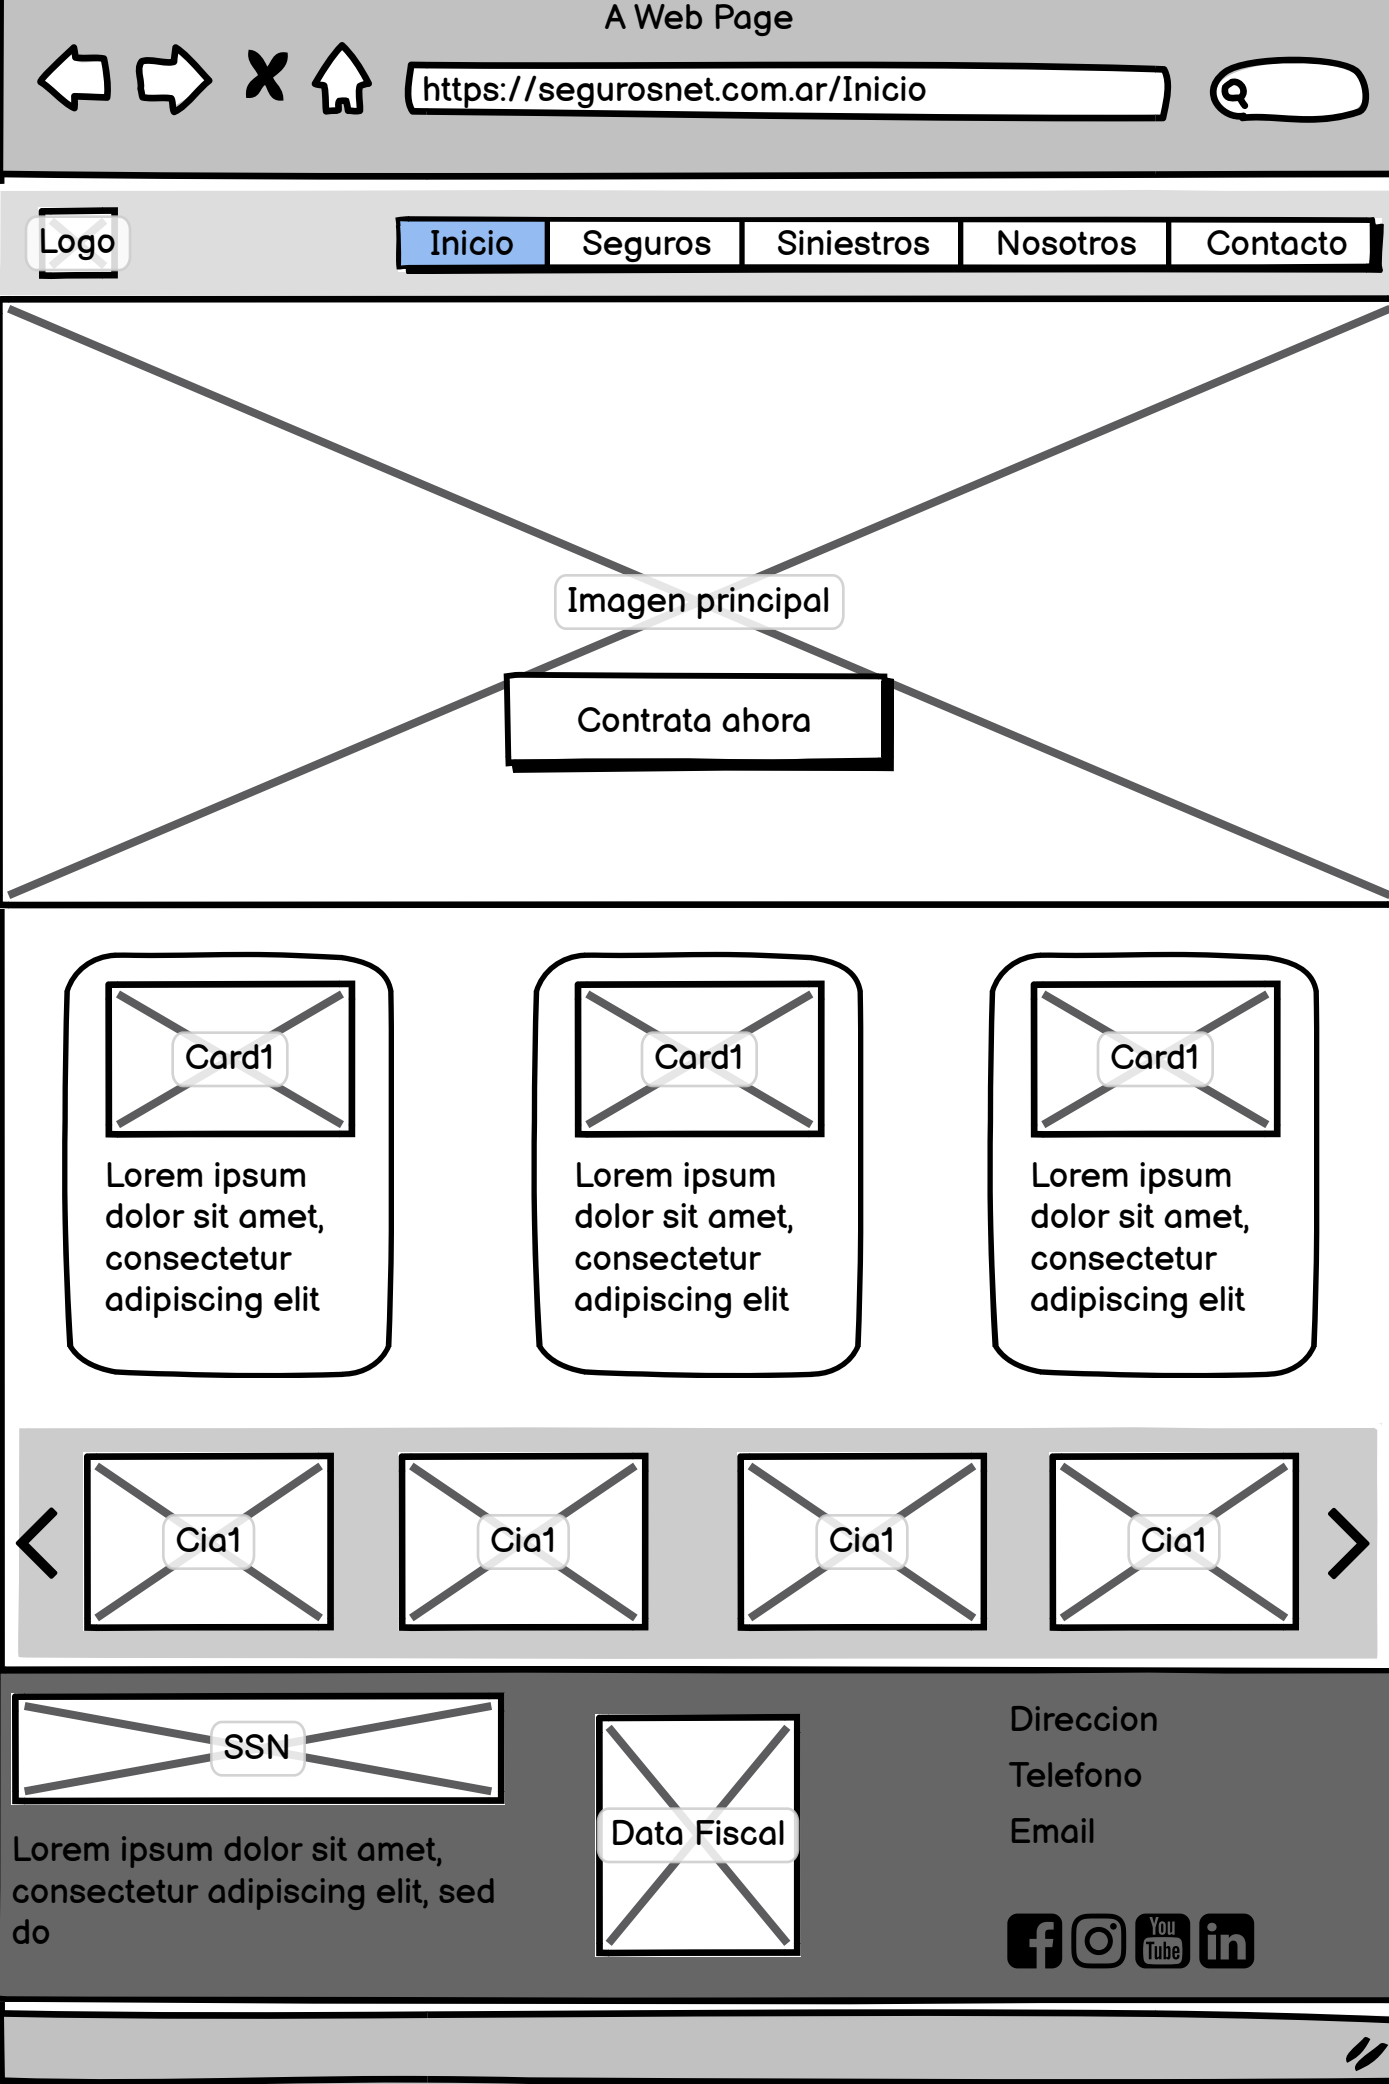 A Web Page
https://segurosnet.com.ar/Inicio
Logo
Inicio Seguros Siniestros Nosotros Contacto
Imagen principal
Contrata ahora
Card1
Lorem ipsum
dolor sit amet,
consectetur
adipiscing elit
Card1
Lorem ipsum
dolor sit amet,
consectetur
adipiscing elit
Card1
Lorem ipsum
dolor sit amet,
consectetur
adipiscing elit
Cia1 Cia1 Cia1 Cia1
SSN
Lorem ipsum dolor sit amet,
consectetur adipiscing elit, sed
do
Data Fiscal
Direccion
Telefono
Email
You
Tube
in